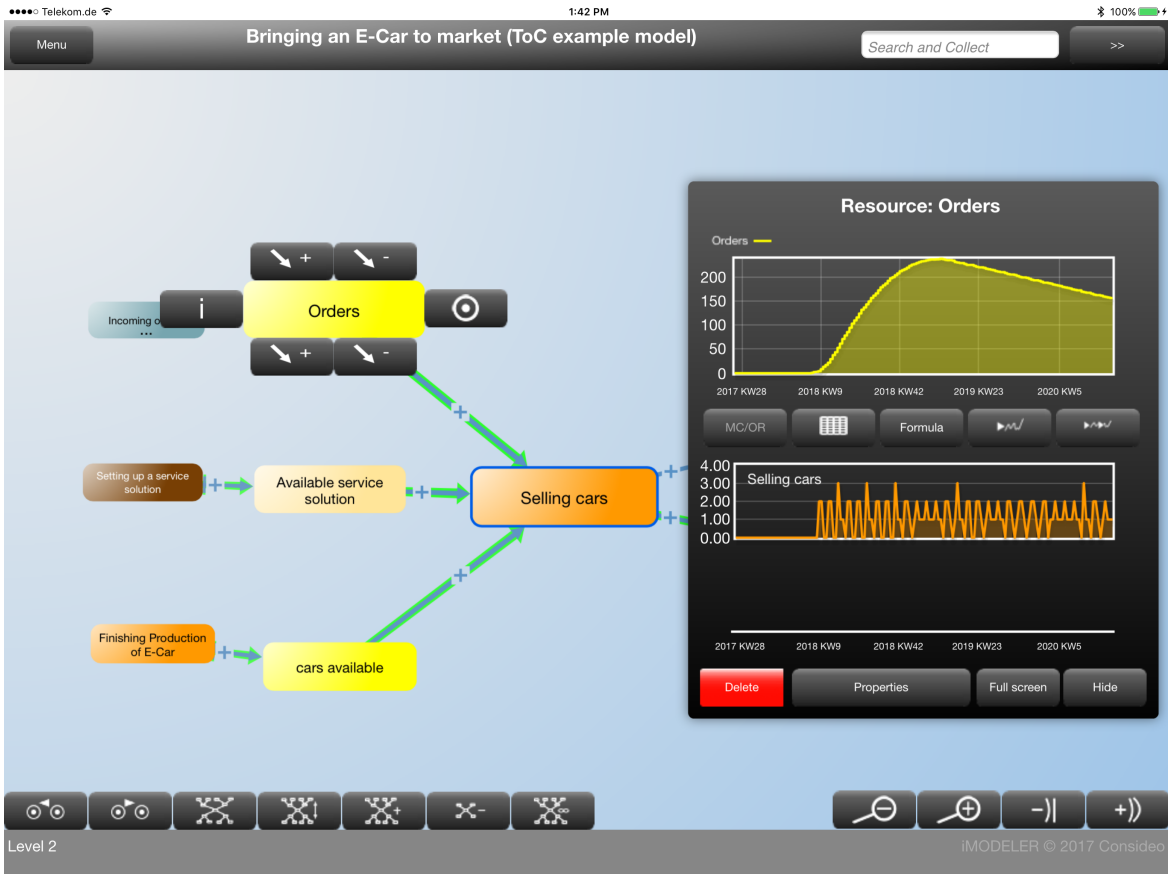 Telekom.de
1:42 PM
100%
Menu
Bringing an E-Car to market (ToC example model)
Search and Collect
>>
+
-
Incoming o
...
i
Orders
+
-
+
Setting up a service
solution
+
Available service
solution
+
Selling cars
+
+
+
Finishing Production
of E-Car
+
cars available
Resource: Orders
Orders
200
150
100
50
0
2017 KW28
2018 KW9
2018 KW42
2019 KW23
2020 KW5
MC/OR
Formula
4.00
3.00
2.00
1.00
0.00
Selling cars
2017 KW28
2018 KW9
2018 KW42
2019 KW23
2020 KW5
Delete
Properties
Full screen
Hide
Level 2
iMODELER © 2017 Consideo